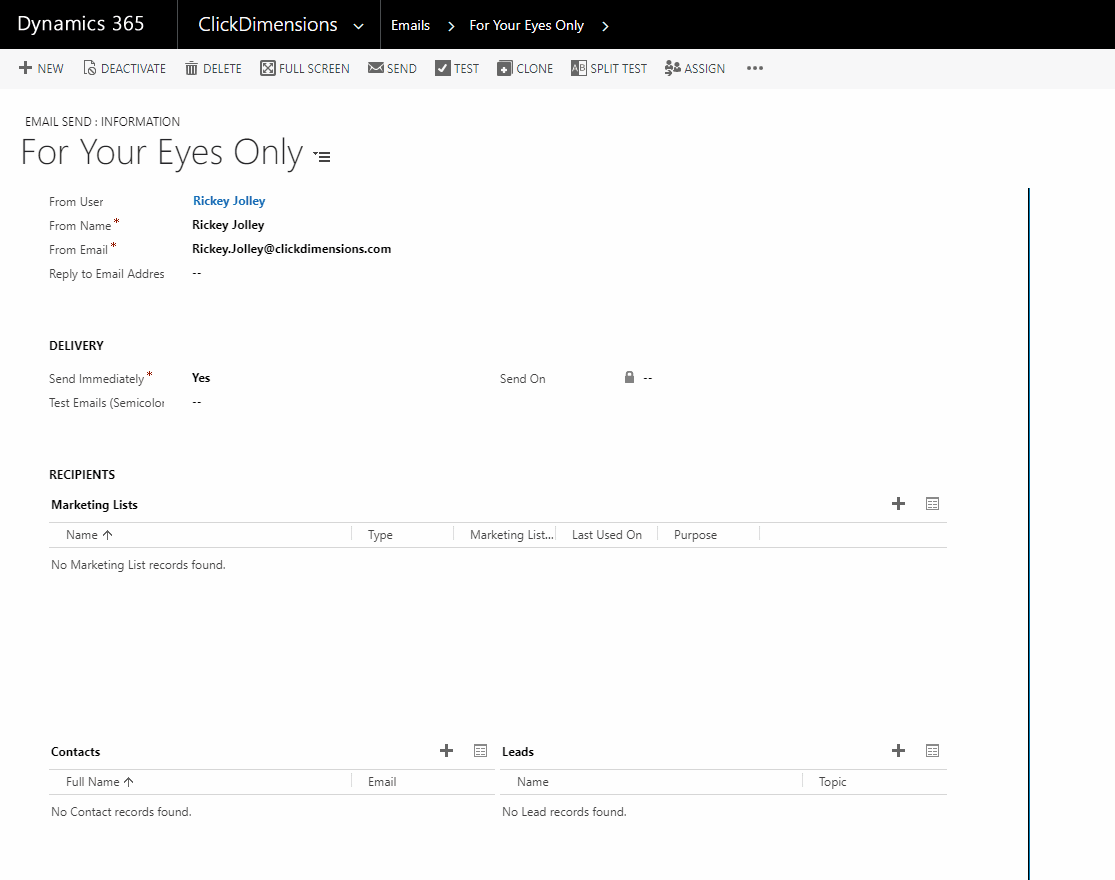 Dynamics 365 ClickDimensions Emails For Your Eyes Only
NEW DEACTIVATE DELETE FULL SCREEN SEND TEST CLONE AB SPLIT TEST ASSIGN •••
EMAIL SEND : INFORMATION
For Your Eyes Only
From User Rickey Jolley
From Name* Rickey Jolley
From Email* Rickey.Jolley@clickdimensions.com
Reply to Email Addres --
DELIVERY
Send Immediately* Yes Send On --
Test Emails (Semicolor --
RECIPIENTS
Marketing Lists
Name Type Marketing List... Last Used On Purpose
No Marketing List records found.
Contacts Leads
Full Name Email Name Topic
No Contact records found. No Lead records found.